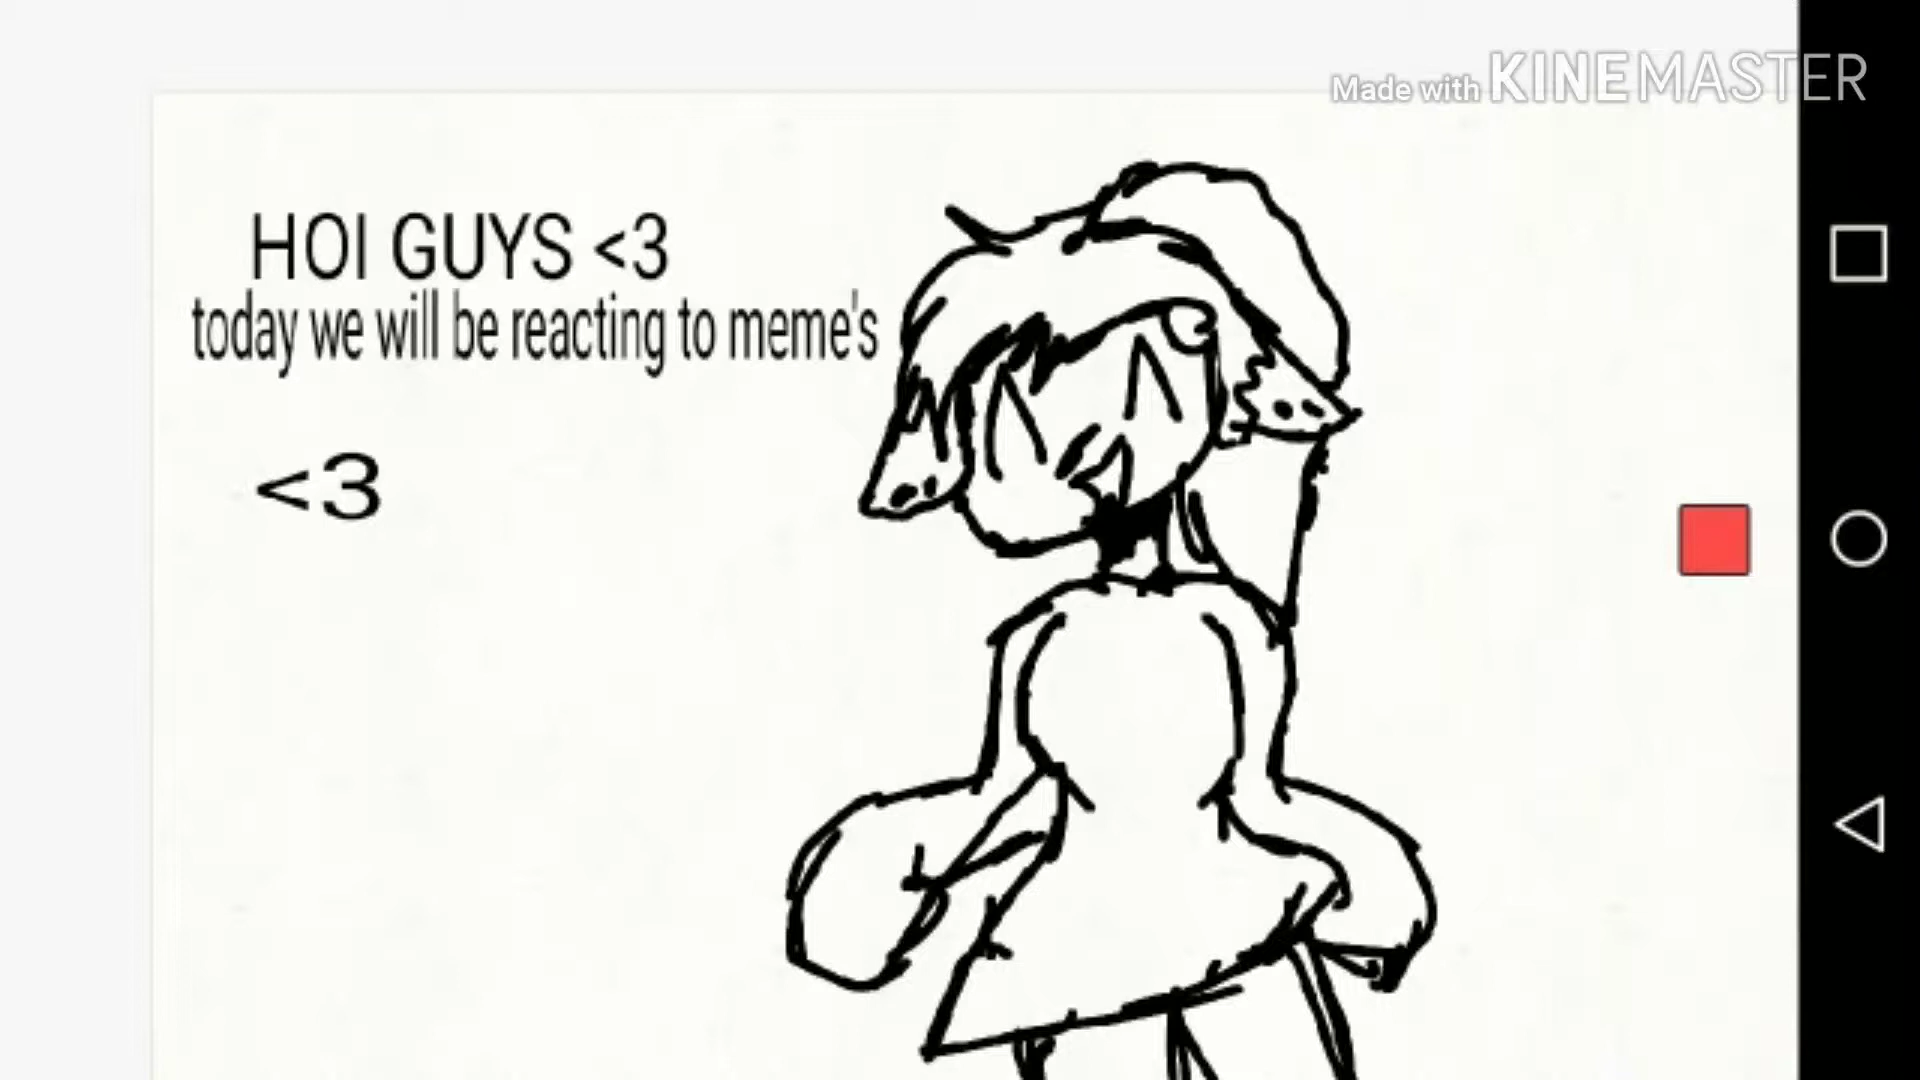 Made with KINEMASTER
HOI GUYS <3
today we will be reacting to meme's
<3